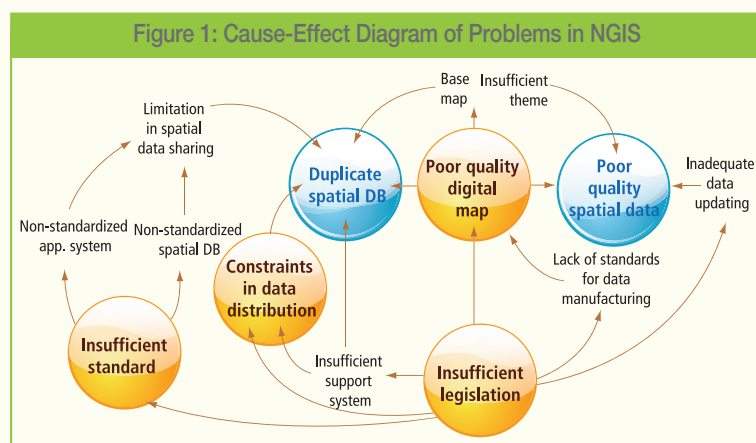 Figure 1: Cause-Effect Diagram of Problems in NGIS
Base
map
Insufficient
theme
Limitation
in spatial
data sharing
Duplicate
spatial DB
Poor quality
digital
map
Poor
quality
spatial data
Inadequate
data
updating
Non-standardized
app. system
Non-standardized
spatial DB
Constraints
in data
distribution
Lack of standards
for data
manufacturing
Insufficient
standard
Insufficient
support
system
Insufficient
legislation